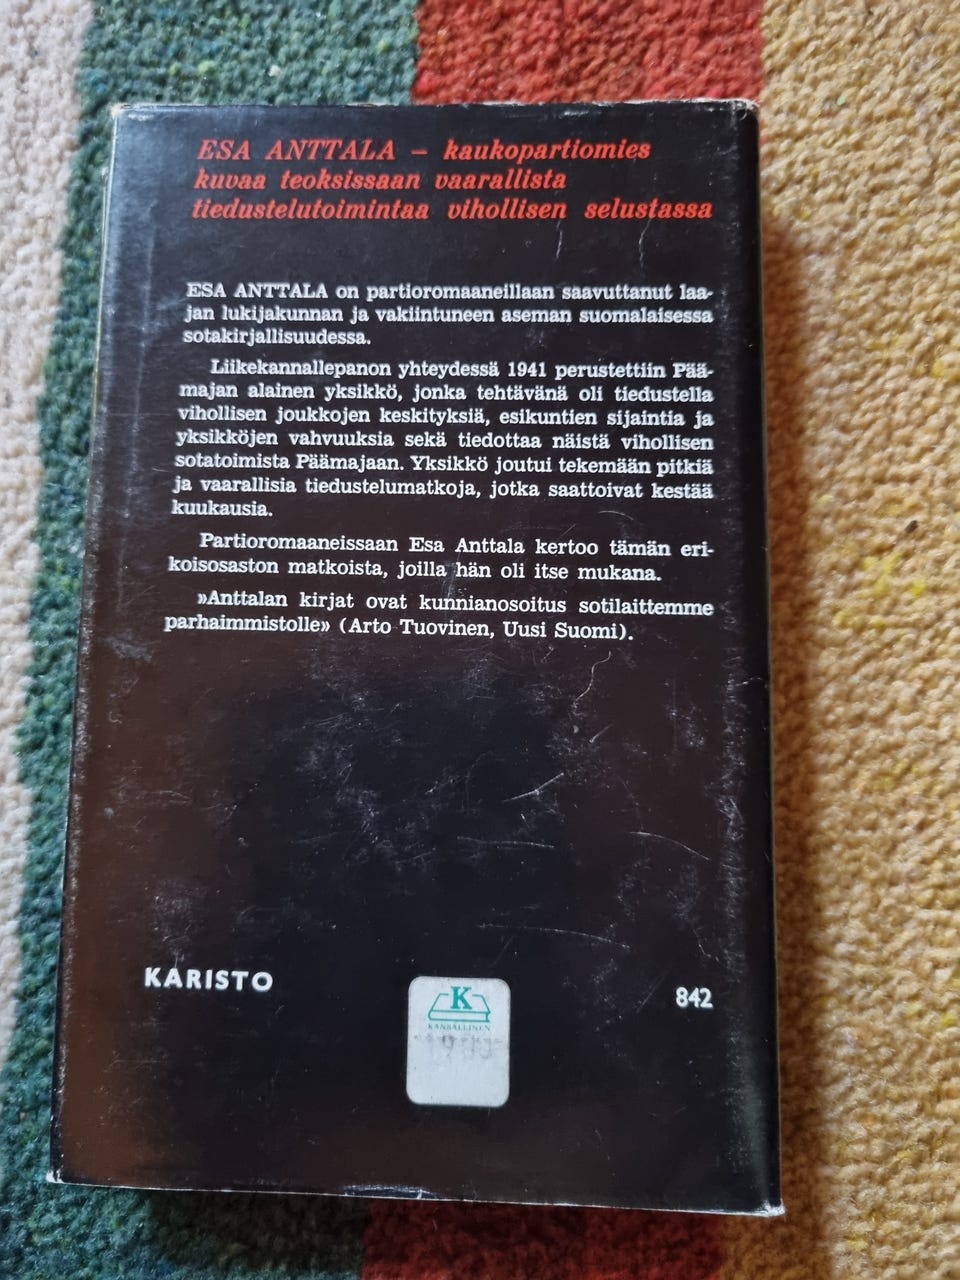 ESA ANTTALA – kaukopartiomies
kuvaa teoksissaan vaarallista
tiedustelutoimintaa vihollisen selustassa
ESA ANTTALA on partioromaaneillaan saavuttanut laa-
jan lukijakunnan ja vakiintuneen aseman suomalaisessa
sotakirjallisuudessa.
Liikekannallepanon yhteydessä 1941 perustettiin Pää-
majan alainen yksikkö, jonka tehtävänä oli tiedustella
vihollisen joukkojen keskityksiä, esikuntien sijaintia ja
yksikköjen vahvuuksia sekä tiedottaa näistä vihollisen
sotatoimista Päämajaan. Yksikkö joutui tekemään pitkiä
ja vaarallisia tiedustelumatkoja, jotka saattoivat kestää
kuukausia.
Partioromaaneissaan Esa Anttala kertoo tämän eri-
koisosaston matkoista, joilla hän oli itse mukana.
»Anttalan kirjat ovat kunnianosoitus sotilaittemme
parhaimmistolle» (Arto Tuovinen, Uusi Suomi).
KARISTO
842
K
KANSALLINEN